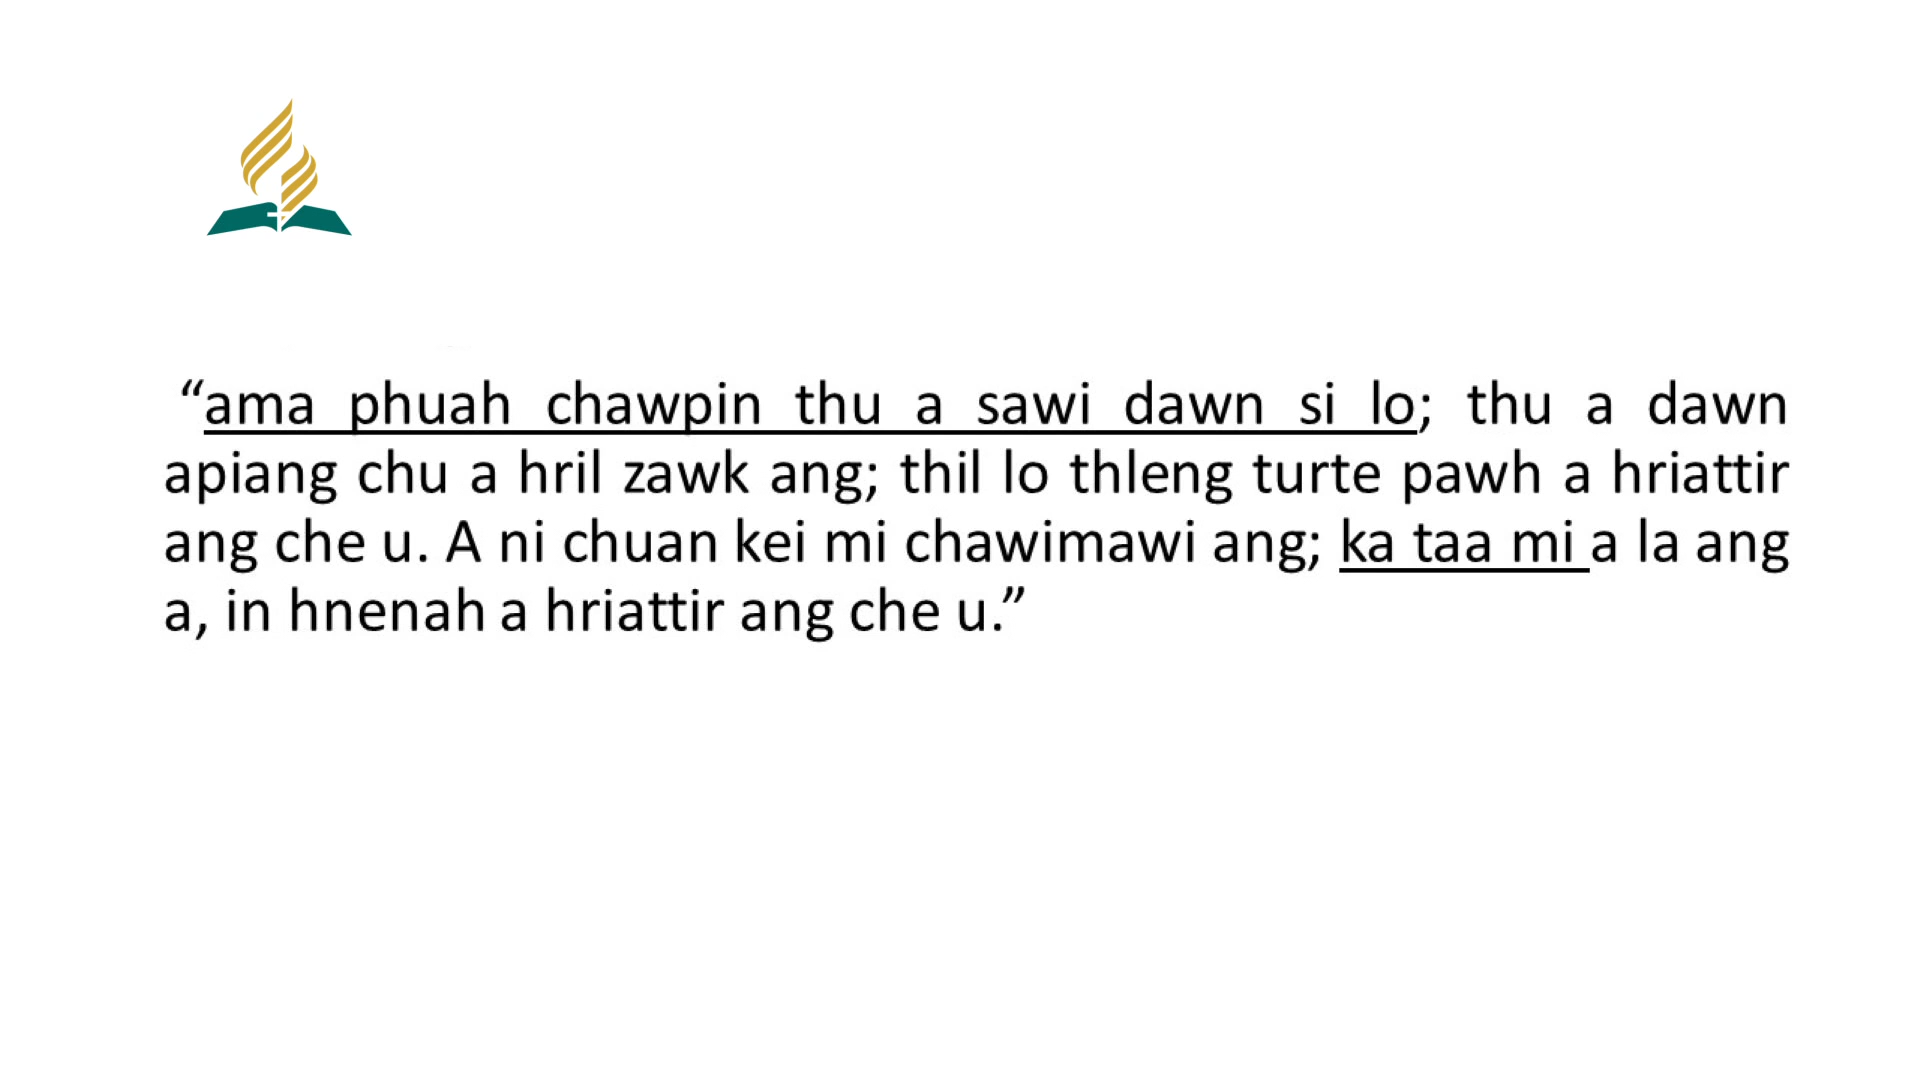 “ama phuah chawpin thu a sawi dawn si lo; thu a dawn
apiang chu a hril zawk ang; thil lo thleng turte pawh a hriattir
ang che u. A ni chuan kei mi chawimawi ang; ka taa mi a la ang
a, in hnenah a hriattir ang che u.”